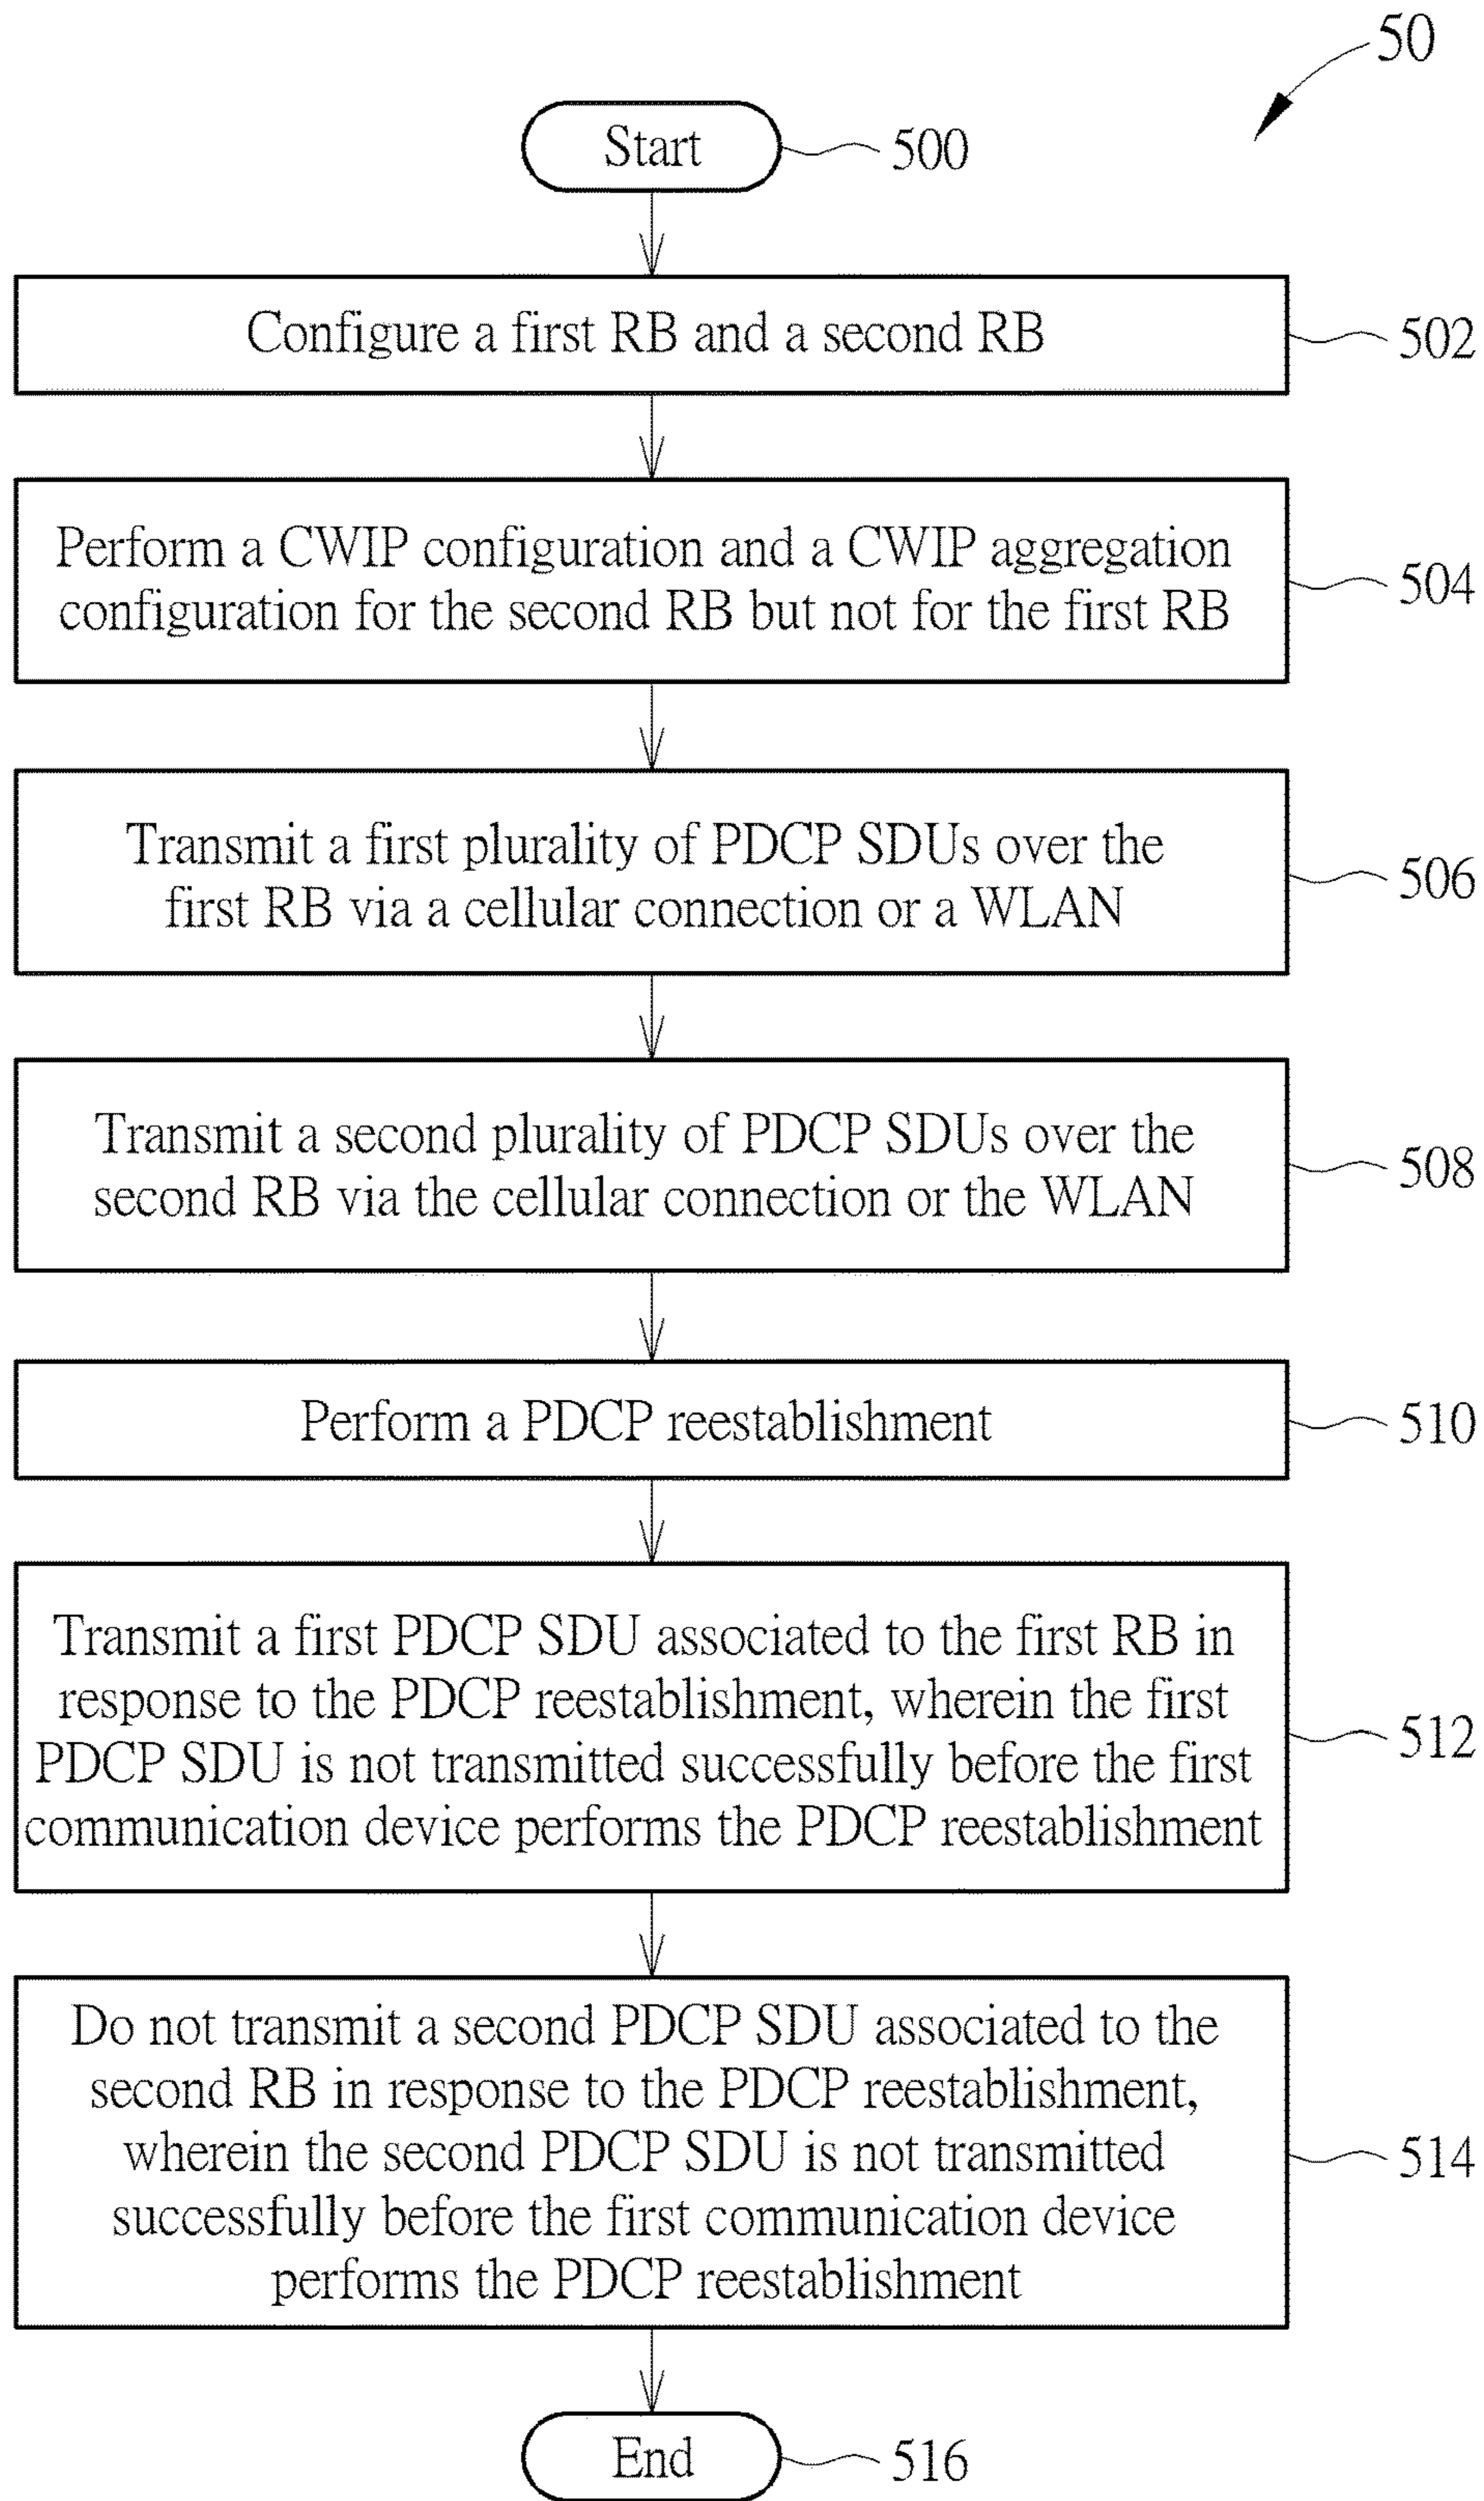 50
Start
500
Configure a first RB and a second RB
502
Perform a CWIP configuration and a CWIP aggregation
configuration for the second RB but not for the first RB
504
Transmit a first plurality of PDCP SDUs over the
first RB via a cellular connection or a WLAN
506
Transmit a second plurality of PDCP SDUs over the
second RB via the cellular connection or the WLAN
508
Perform a PDCP reestablishment
510
Transmit a first PDCP SDU associated to the first RB in
response to the PDCP reestablishment, wherein the first
PDCP SDU is not transmitted successfully before the first
communication device performs the PDCP reestablishment
512
Do not transmit a second PDCP SDU associated to the
second RB in response to the PDCP reestablishment,
wherein the second PDCP SDU is not transmitted
successfully before the first communication device
performs the PDCP reestablishment
514
End
516